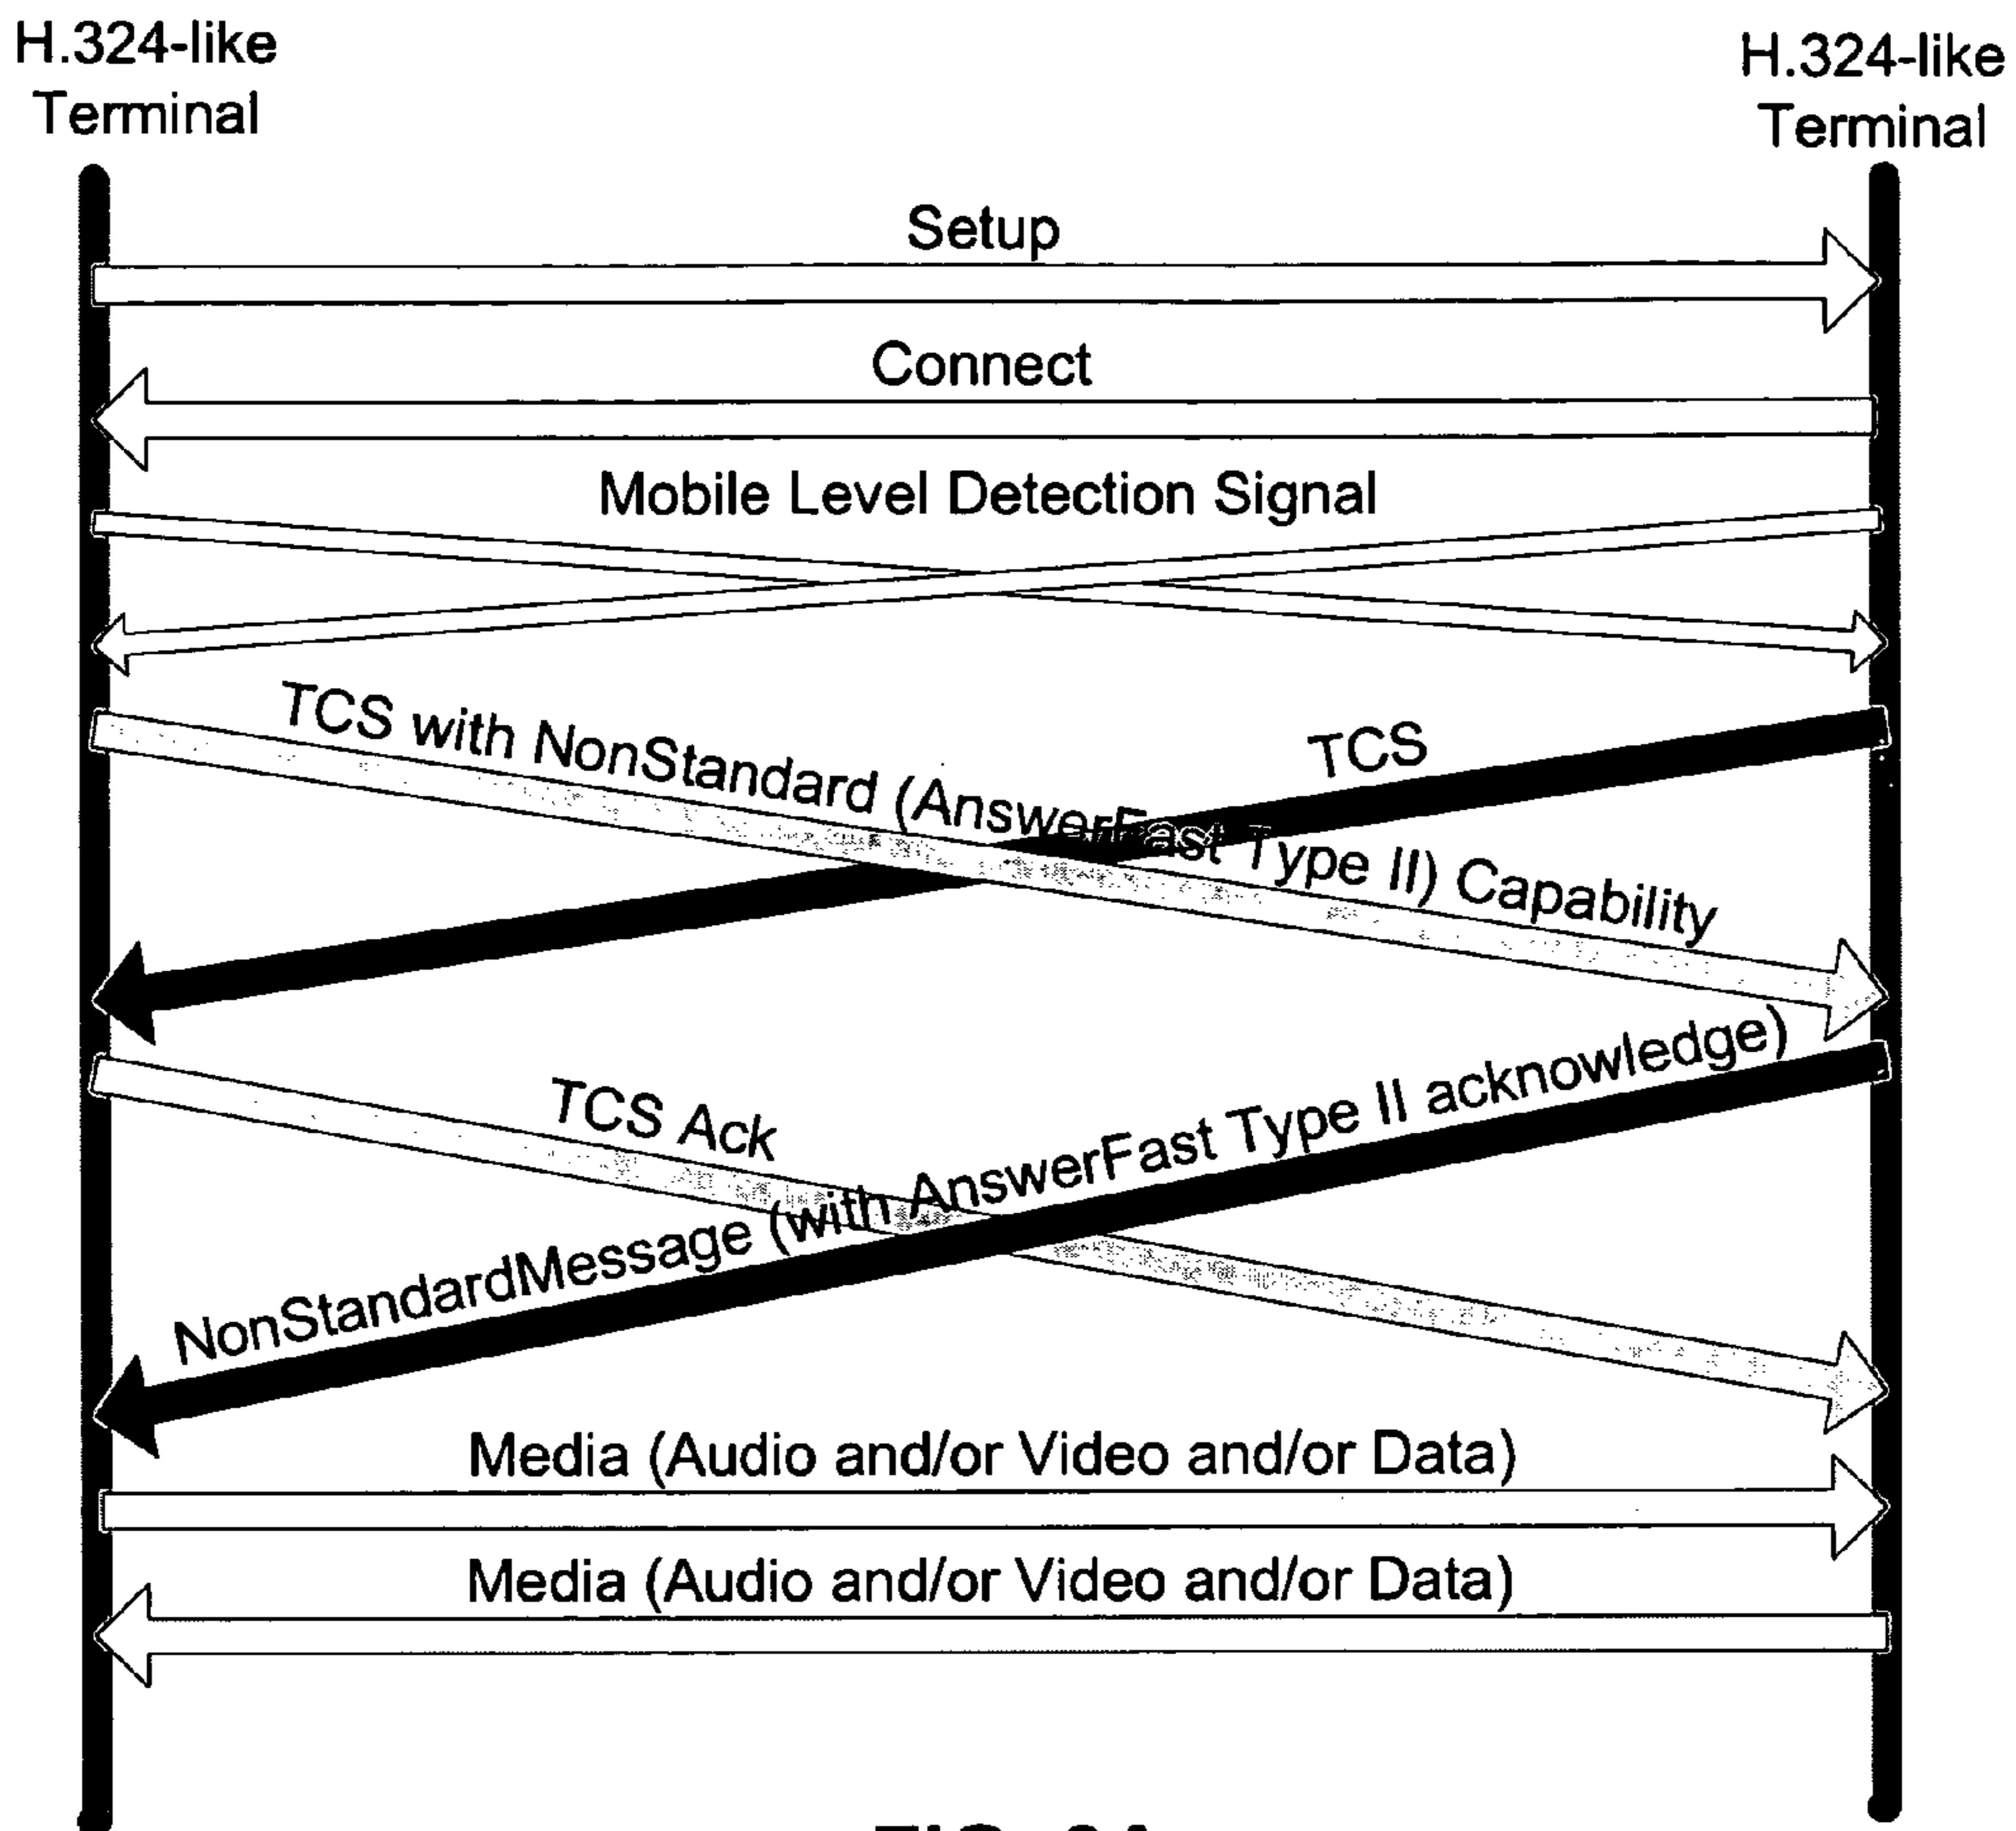 H.324-like
Terminal
H.324-like
Terminal
Setup
Connect
Mobile Level Detection Signal
TCS with NonStandard (AnswerFast Type II) Capability
TCS
TCS Ack
NonStandardMessage (with AnswerFast Type II acknowledge)
Media (Audio and/or Video and/or Data)
Media (Audio and/or Video and/or Data)